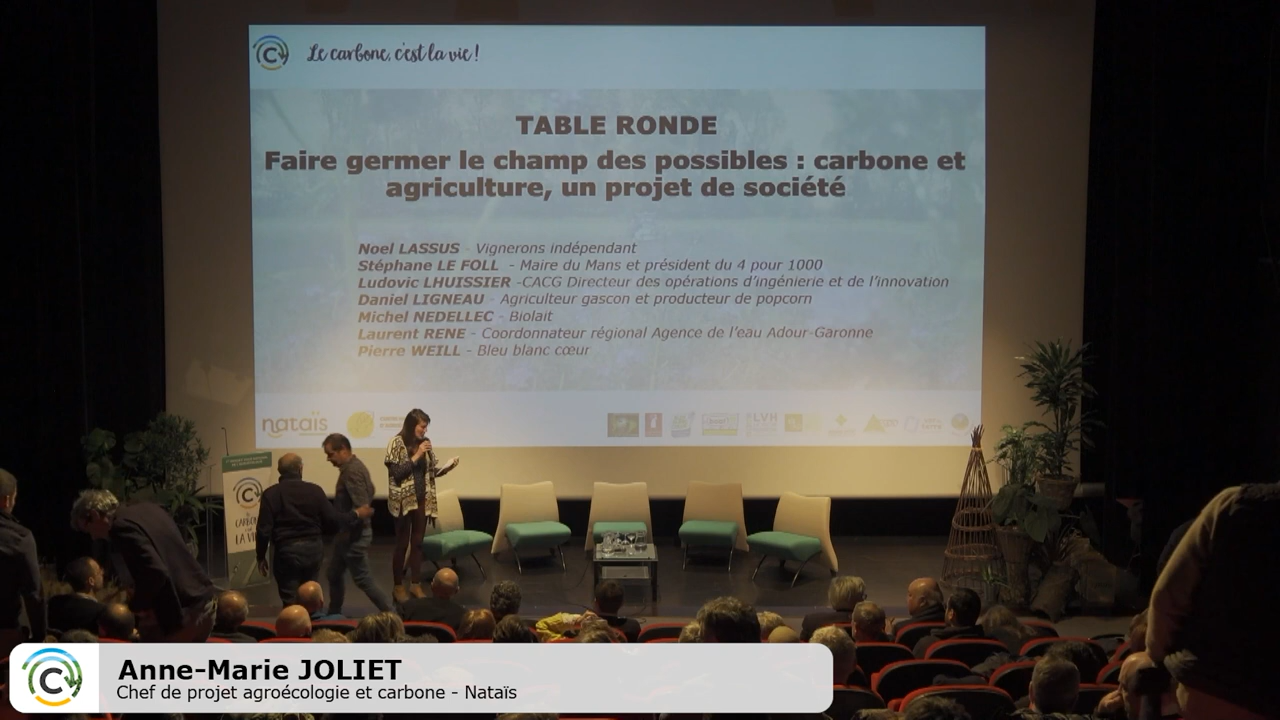 Le carbone, c'est la vie !
TABLE RONDE
Faire germer le champ des possibles : carbone et
agriculture, un projet de société
Noel LASSUS - Vignerons indépendant
Stéphane LE FOLL - Maire du Mans et président du 4 pour 1000
Ludovic LHUISSIER -CACG Directeur des opérations d'ingénierie et de l'innovation
Daniel LIGNEAU - Agriculteur gascon et producteur de popcorn
Michel NEDELLEC - Biolait
Laurent RENE - Coordonnateur régional Agence de l'eau Adour-Garonne
Pierre WEILL - Bleu blanc cœur
nataïs
LVH
LA VIE
Anne-Marie JOLIET
Chef de projet agroécologie et carbone - Nataïs